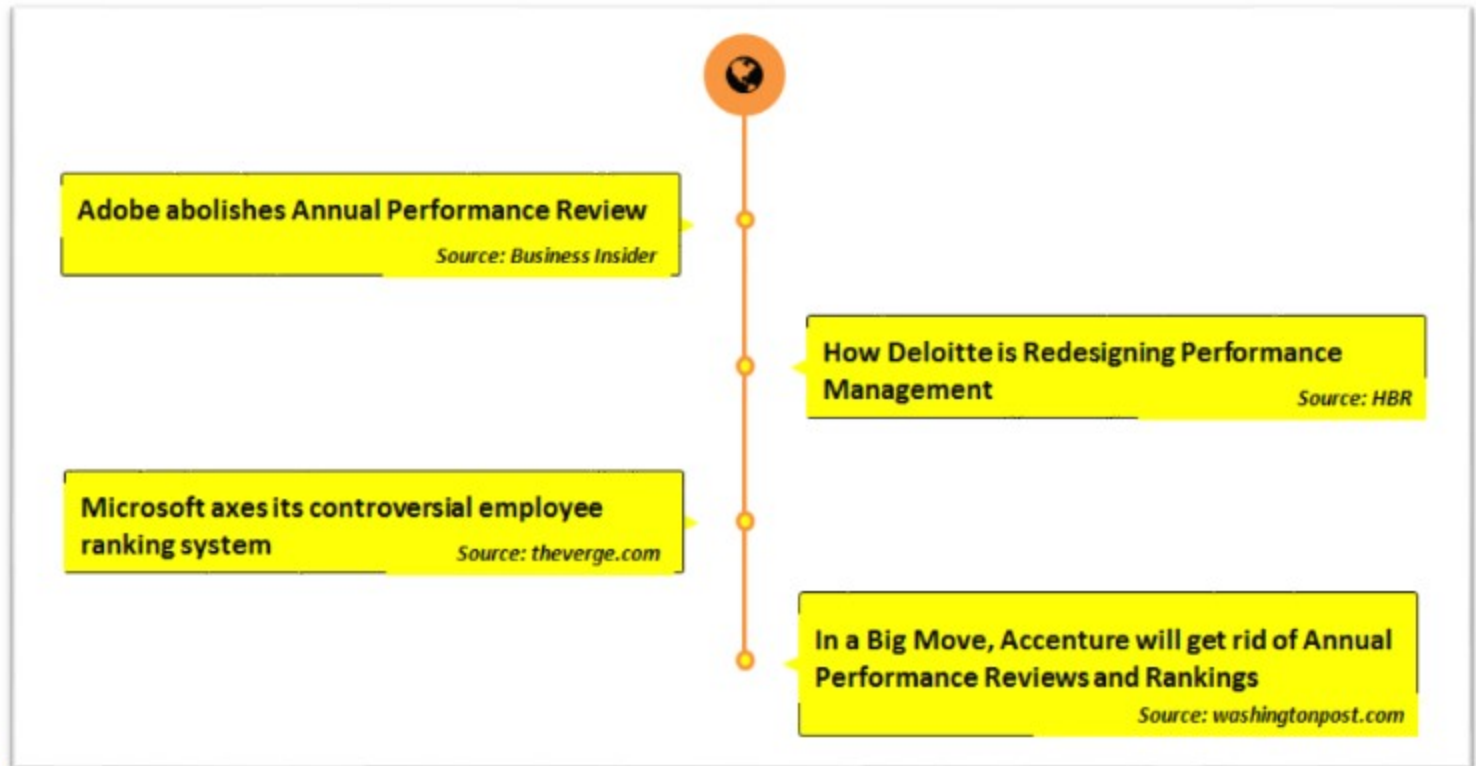 Adobe abolishes Annual Performance Review
Source: Business Insider
How Deloitte is Redesigning Performance
Management
Source: HBR
Microsoft axes its controversial employee
ranking system
Source: theverge.com
In a Big Move, Accenture will get rid of Annual
Performance Reviews and Rankings
Source: washingtonpost.com